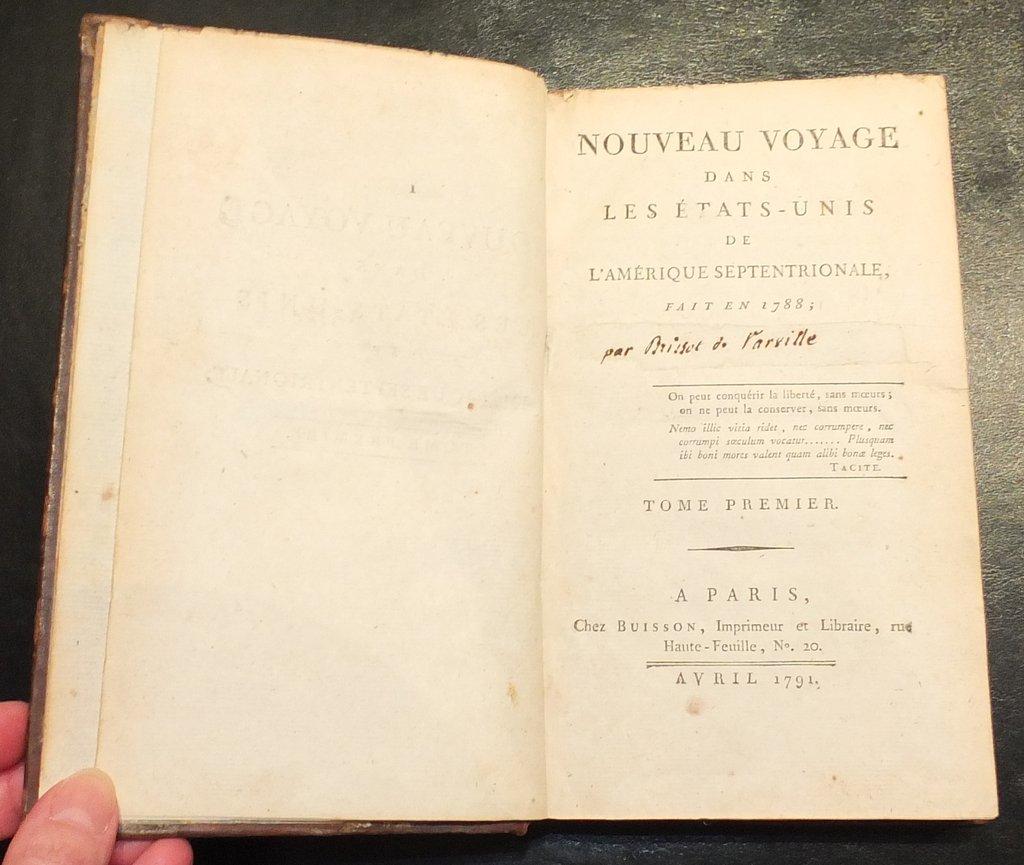 NOUVEAU VOYAGE
DANS
LES ÉTATS-UNIS
DE
L'AMÉRIQUE SEPTENTRIONALE,
FAIT EN 1788;
par Brissot de Varville
On peut conquérir la liberté, sans mœurs;
on ne peut la conserver, sans mœurs.
Nemo illic vitia ridet, nec corrumpere, nec
corrumpi sæculum vocatur....... Plusquam
ibi boni mores valent quam alibi bonæ leges.
TACITE.
TOME PREMIER.
A PARIS,
Chez BUISSON, Imprimeur et Libraire, rue
Haute-Feuille, No. 20.
AVRIL 1791.